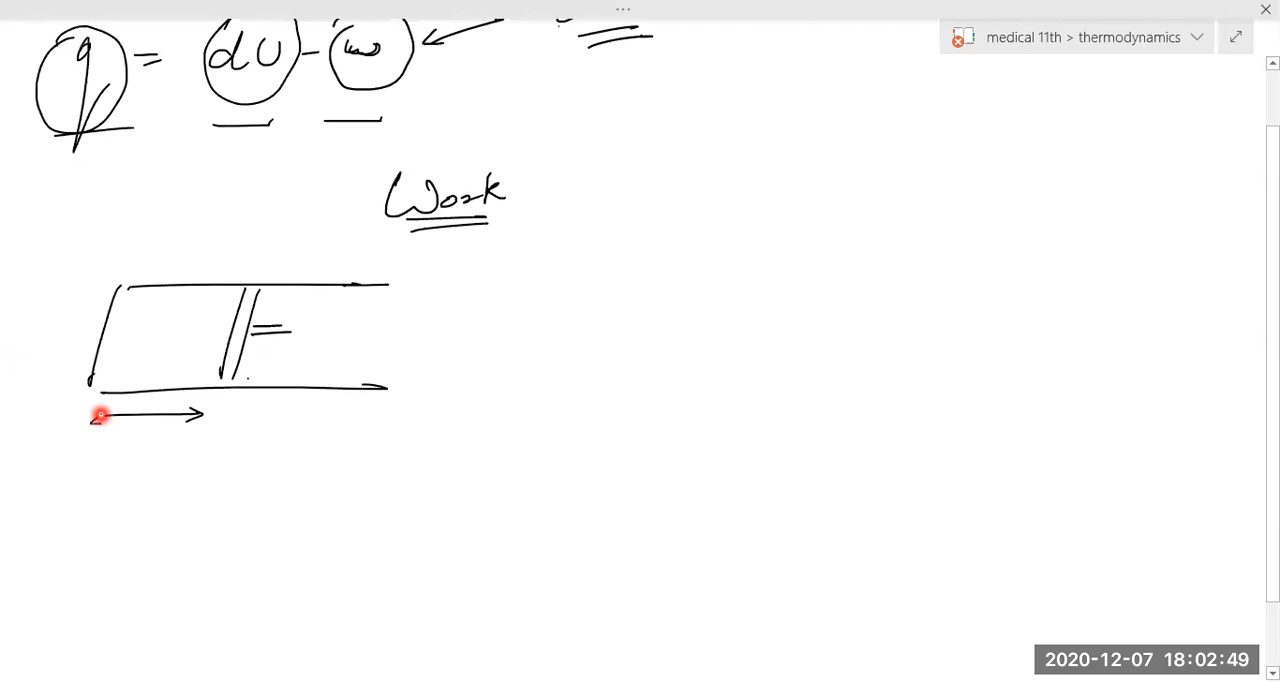 ...
medical 11th > thermodynamics
q = dU - w
Work
2020-12-07 18:02:49